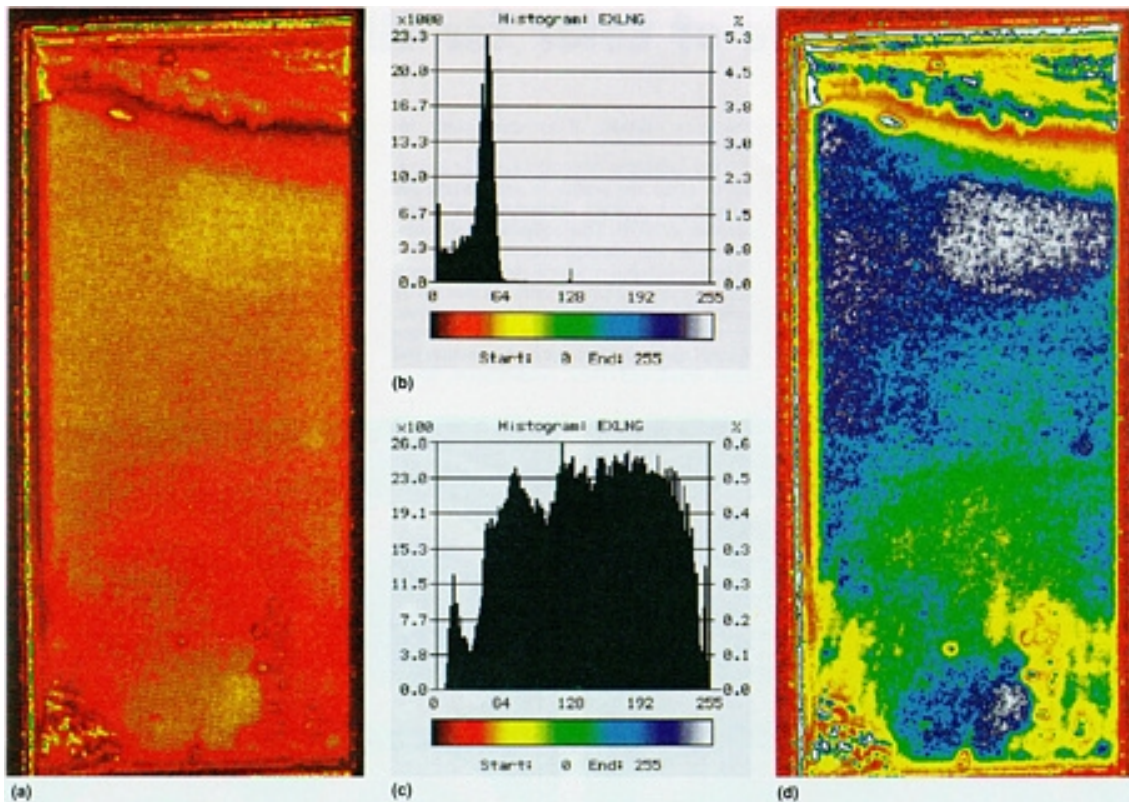 ×1000 Histogram: EXLNG %
23.3 5.3
20.0 4.5
16.7 3.8
13.3 3.0
10.0 2.3
6.7 1.5
3.3 0.8
0.0 0.0
0 64 128 192 255
Start: 0 End: 255
(b)
×100 Histogram: EXLNG %
26.8 0.6
23.0 0.5
19.1 0.4
15.3 0.3
11.5 0.3
7.7 0.2
3.8 0.1
0.0 0.0
0 64 128 192 255
Start: 0 End: 255
(a) (c) (d)